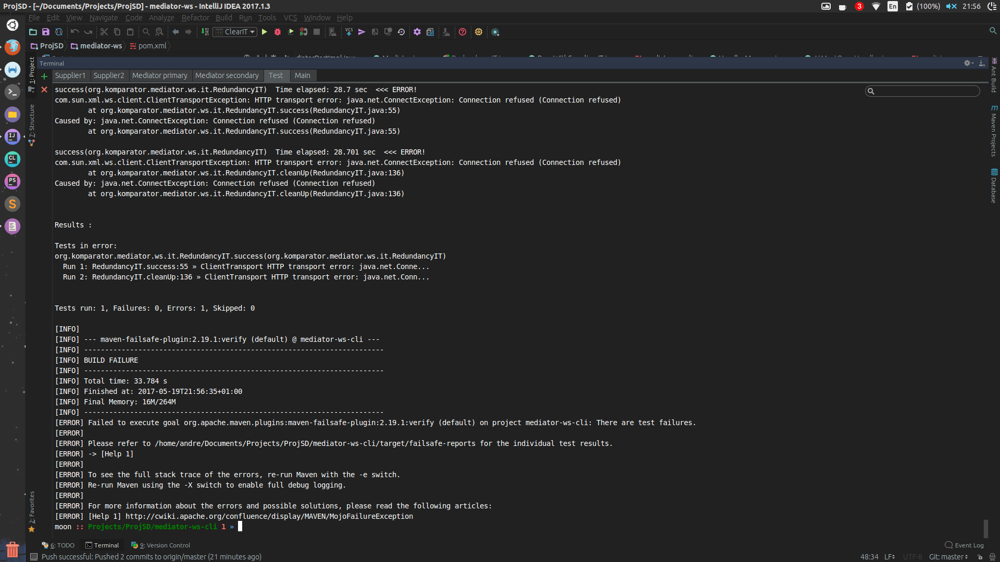 ProjSD - [~/Documents/Projects/ProjSD] - mediator-ws - IntelliJ IDEA 2017.1.3
3 En (100%) 21:56
File Edit View Navigate Code Analyze Refactor Build Run Tools VCS Window Help
ClearIT
ProjSD mediator-ws pom.xml
Terminal
Supplier1 Supplier2 Mediator primary Mediator secondary Test Main
success(org.komparator.mediator.ws.it.RedundancyIT)  Time elapsed: 28.7 sec  <<< ERROR!
com.sun.xml.ws.client.ClientTransportException: HTTP transport error: java.net.ConnectException: Connection refused (Connection refused)
at org.komparator.mediator.ws.it.RedundancyIT.success(RedundancyIT.java:55)
Caused by: java.net.ConnectException: Connection refused (Connection refused)
at org.komparator.mediator.ws.it.RedundancyIT.success(RedundancyIT.java:55)
success(org.komparator.mediator.ws.it.RedundancyIT)  Time elapsed: 28.701 sec  <<< ERROR!
com.sun.xml.ws.client.ClientTransportException: HTTP transport error: java.net.ConnectException: Connection refused (Connection refused)
at org.komparator.mediator.ws.it.RedundancyIT.cleanUp(RedundancyIT.java:136)
Caused by: java.net.ConnectException: Connection refused (Connection refused)
at org.komparator.mediator.ws.it.RedundancyIT.cleanUp(RedundancyIT.java:136)
Results :
Tests in error:
org.komparator.mediator.ws.it.RedundancyIT.success(org.komparator.mediator.ws.it.RedundancyIT)
Run 1: RedundancyIT.success:55 » ClientTransport HTTP transport error: java.net.Conne...
Run 2: RedundancyIT.cleanUp:136 » ClientTransport HTTP transport error: java.net.Conn...
Tests run: 1, Failures: 0, Errors: 1, Skipped: 0
[INFO]
[INFO] --- maven-failsafe-plugin:2.19.1:verify (default) @ mediator-ws-cli ---
[INFO] ------------------------------------------------------------------------
[INFO] BUILD FAILURE
[INFO] ------------------------------------------------------------------------
[INFO] Total time: 33.784 s
[INFO] Finished at: 2017-05-19T21:56:35+01:00
[INFO] Final Memory: 16M/264M
[INFO] ------------------------------------------------------------------------
[ERROR] Failed to execute goal org.apache.maven.plugins:maven-failsafe-plugin:2.19.1:verify (default) on project mediator-ws-cli: There are test failures.
[ERROR]
[ERROR] Please refer to /home/andre/Documents/Projects/ProjSD/mediator-ws-cli/target/failsafe-reports for the individual test results.
[ERROR] -> [Help 1]
[ERROR]
[ERROR] To see the full stack trace of the errors, re-run Maven with the -e switch.
[ERROR] Re-run Maven using the -X switch to enable full debug logging.
[ERROR]
[ERROR] For more information about the errors and possible solutions, please read the following articles:
[ERROR] [Help 1] http://cwiki.apache.org/confluence/display/MAVEN/MojoFailureException
moon :: Projects/ProjSD/mediator-ws-cli 1 »
1: Project
7: Structure
2: Favorites
Ant Build
Maven Projects
Database
6: TODO Terminal 9: Version Control Event Log
Push successful: Pushed 2 commits to origin/master (21 minutes ago) 48:34 LF UTF-8 Git: master